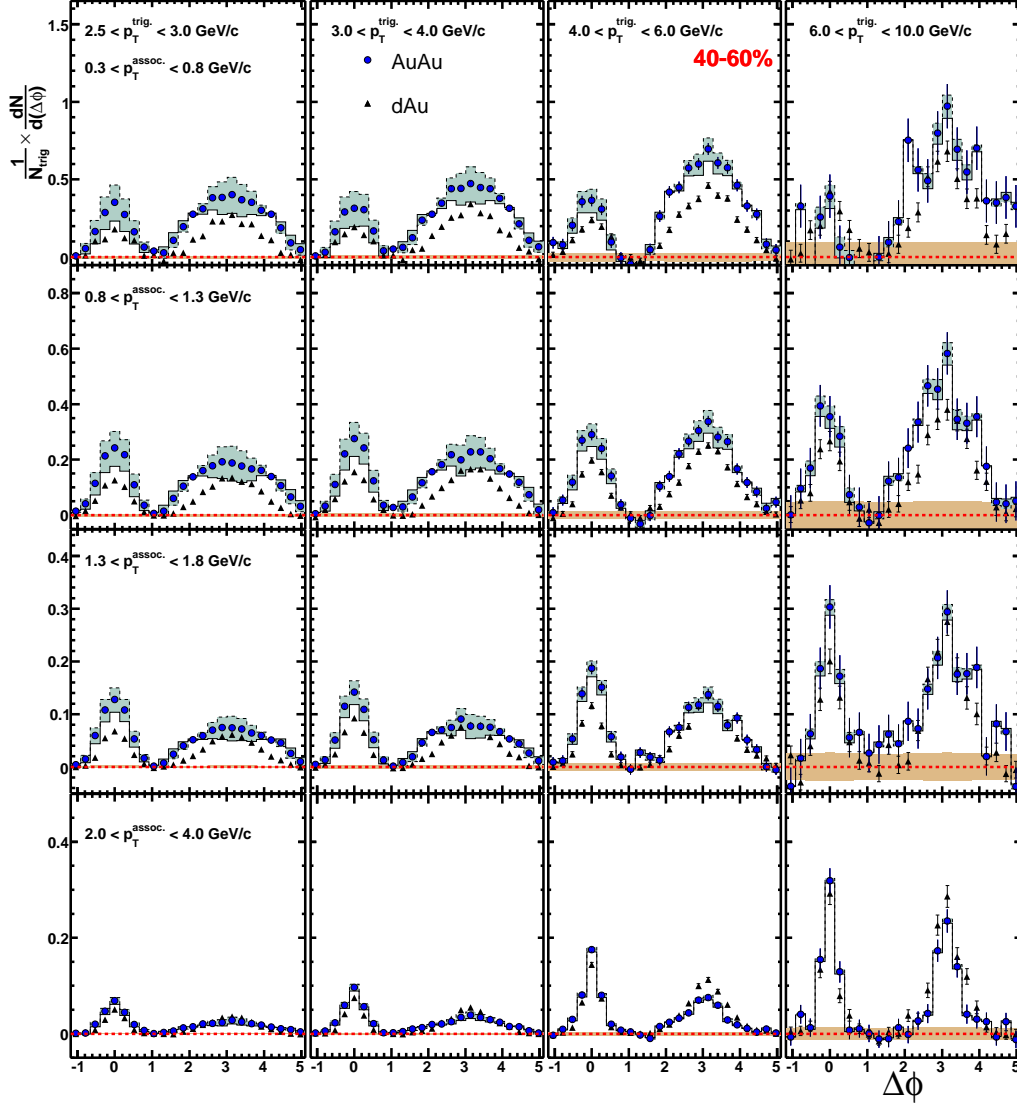 2.5 < p_T^trig. < 3.0 GeV/c
3.0 < p_T^trig. < 4.0 GeV/c
4.0 < p_T^trig. < 6.0 GeV/c
6.0 < p_T^trig. < 10.0 GeV/c
0.3 < p_T^assoc. < 0.8 GeV/c
AuAu
dAu
40-60%
1/N_trig × dN/d(Δϕ)
1.5
1
0.5
0
0.8 < p_T^assoc. < 1.3 GeV/c
0.8
0.6
0.4
0.2
0
1.3 < p_T^assoc. < 1.8 GeV/c
0.4
0.3
0.2
0.1
0
2.0 < p_T^assoc. < 4.0 GeV/c
0.4
0.2
0
-1 0 1 2 3 4 5 -1 0 1 2 3 4 5 -1 0 1 2 3 4 5 -1 0 1 2 3 4 5
Δϕ